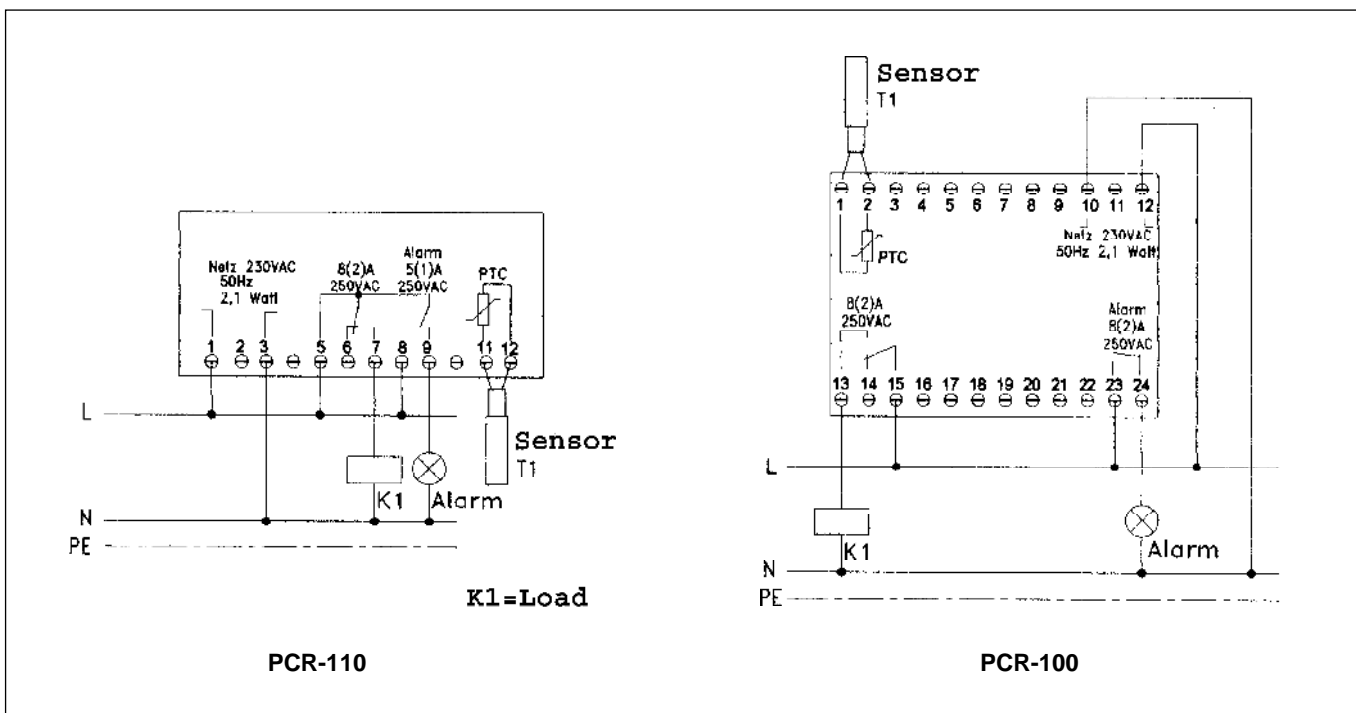 Netz 230VAC
50Hz
2,1 Watt
8(2)A
250VAC
Alarm
5(1)A
250VAC
PTC
1 2 3 5 6 7 8 9 11 12
L
Sensor
T1
K1 Alarm
N
PE
K1=Load
PCR-110
Sensor
T1
1 2 3 4 5 6 7 8 9 10 11 12
Netz 230VAC
50Hz 2,1 Watt
PTC
8(2)A
250VAC
Alarm
8(2)A
250VAC
13 14 15 16 17 18 19 20 21 22 23 24
L
K1 Alarm
N
PE
PCR-100